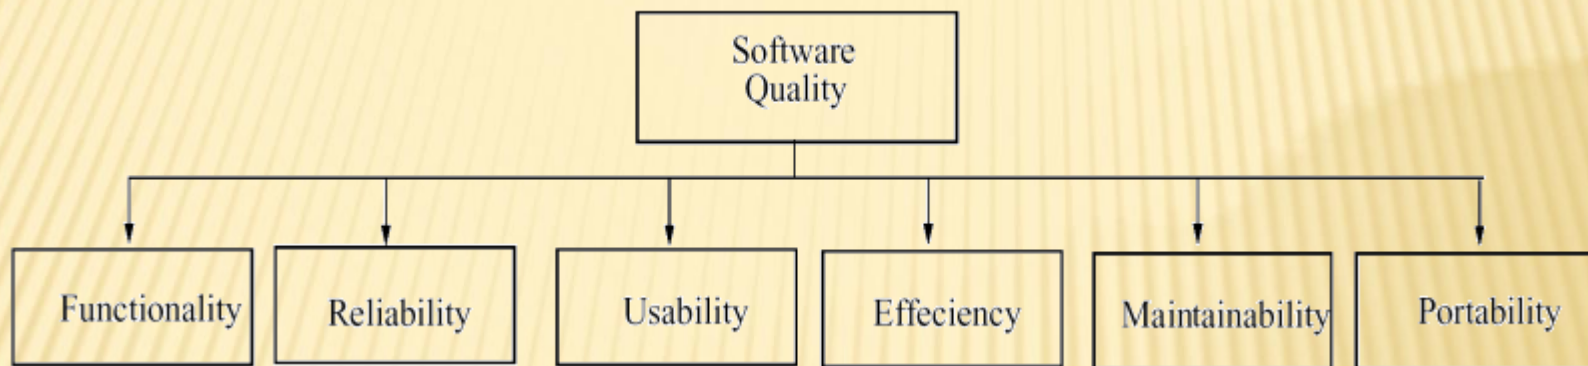 Software
Quality
Functionality
Reliability
Usability
Effeciency
Maintainability
Portability